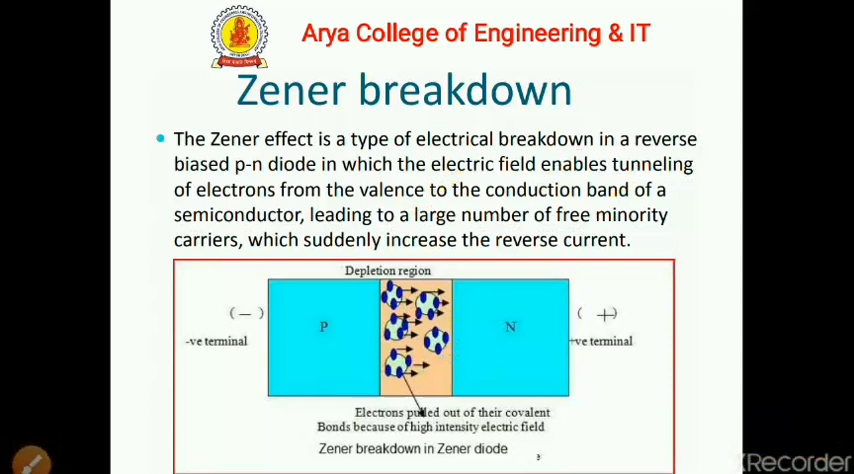 Arya College of Engineering & IT
Zener breakdown
The Zener effect is a type of electrical breakdown in a reverse
biased p-n diode in which the electric field enables tunneling
of electrons from the valence to the conduction band of a
semiconductor, leading to a large number of free minority
carriers, which suddenly increase the reverse current.
Depletion region
(−)
P
N
(+)
-ve terminal
+ve terminal
Electrons pulled out of their covalent
Bonds because of high intensity electric field
Zener breakdown in Zener diode
XRecorder